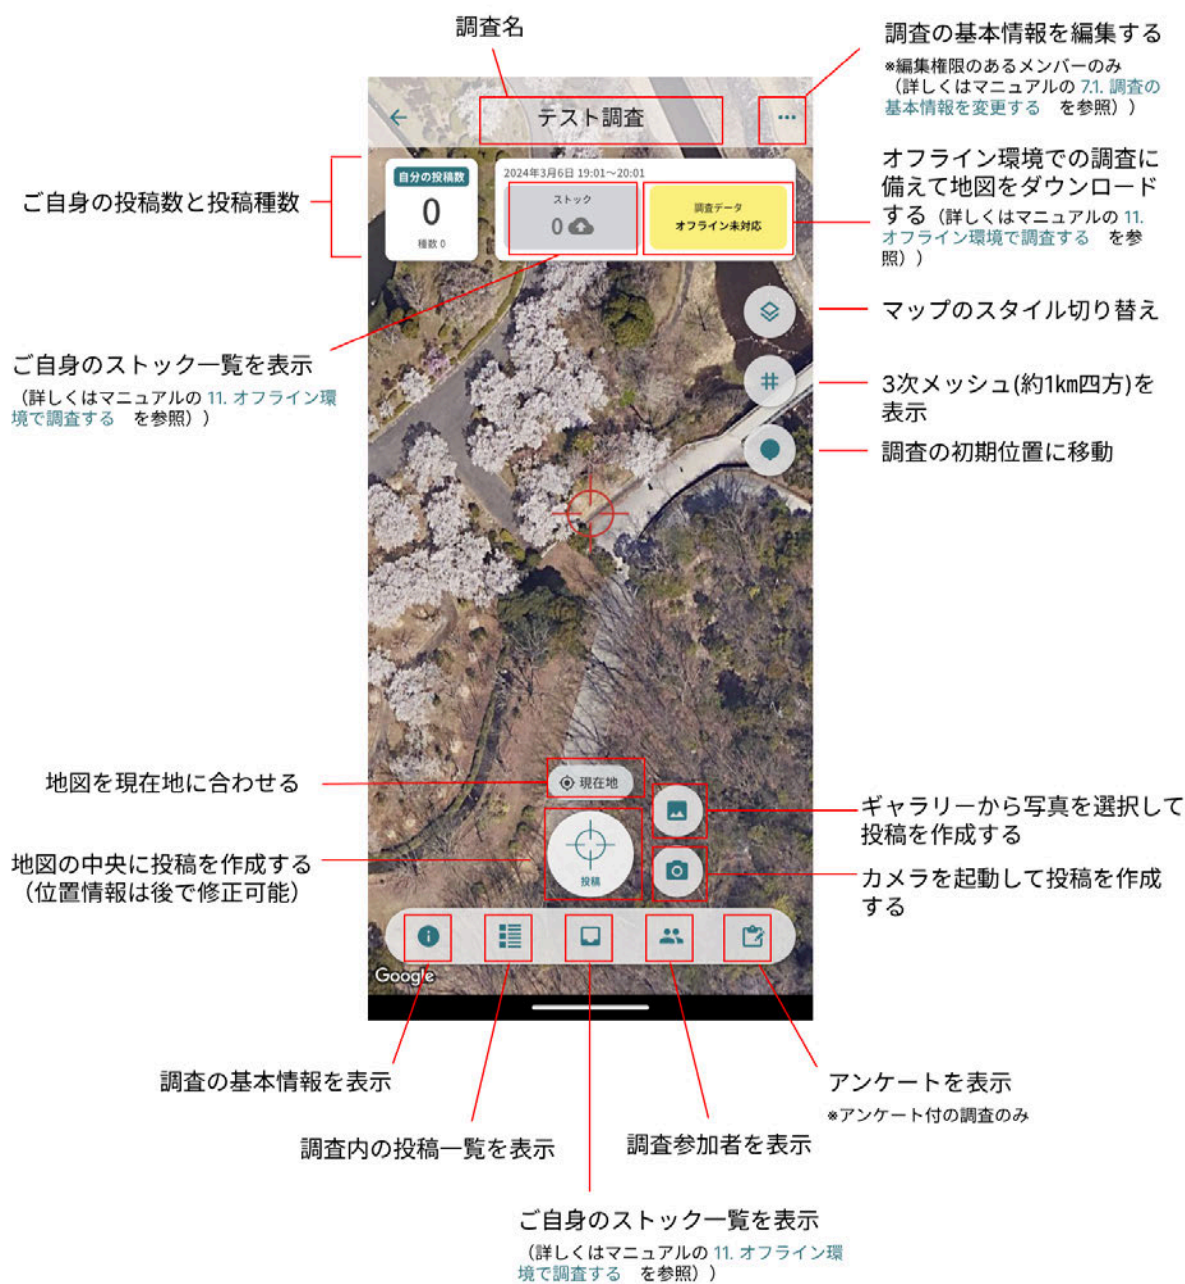 調査名
調査の基本情報を編集する
※編集権限のあるメンバーのみ
（詳しくはマニュアルの 7.1. 調査の
基本情報を変更する　を参照））
テスト調査
オフライン環境での調査に
備えて地図をダウンロード
する（詳しくはマニュアルの 11.
オフライン環境で調査する　を参
照））
ご自身の投稿数と投稿種数
自分の投稿数
0
種数 0
2024年3月6日 19:01〜20:01
ストック
0
調査データ
オフライン未対応
マップのスタイル切り替え
ご自身のストック一覧を表示
（詳しくはマニュアルの 11. オフライン環
境で調査する　を参照））
3次メッシュ(約1km四方)を
表示
調査の初期位置に移動
地図を現在地に合わせる
現在地
ギャラリーから写真を選択して
投稿を作成する
地図の中央に投稿を作成する
（位置情報は後で修正可能）
投稿
カメラを起動して投稿を作成
する
Google
調査の基本情報を表示
アンケートを表示
※アンケート付の調査のみ
調査内の投稿一覧を表示
調査参加者を表示
ご自身のストック一覧を表示
（詳しくはマニュアルの 11. オフライン環
境で調査する　を参照））